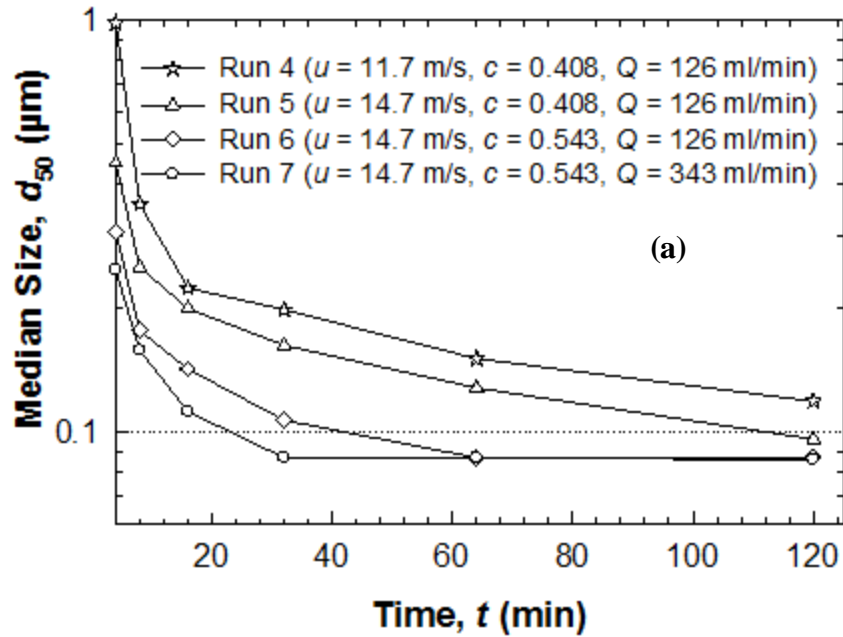 1
Run 4 (u = 11.7 m/s, c = 0.408, Q = 126 ml/min)
Run 5 (u = 14.7 m/s, c = 0.408, Q = 126 ml/min)
Run 6 (u = 14.7 m/s, c = 0.543, Q = 126 ml/min)
Run 7 (u = 14.7 m/s, c = 0.543, Q = 343 ml/min)
(a)
Median Size, d50 (µm)
0.1
20 40 60 80 100 120
Time, t (min)